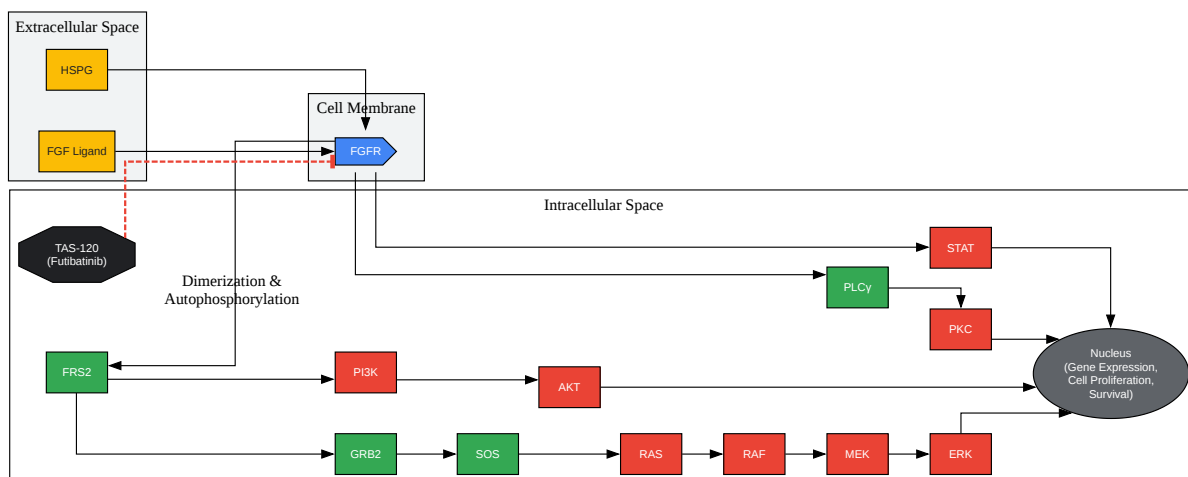 Extracellular Space
HSPG
Cell Membrane
FGF Ligand
FGFR
Intracellular Space
TAS-120
(Futibatinib)
STAT
Dimerization &
Autophosphorylation
PLCγ
PKC
FRS2
PI3K
AKT
Nucleus
(Gene Expression,
Cell Proliferation,
Survival)
GRB2
SOS
RAS
RAF
MEK
ERK